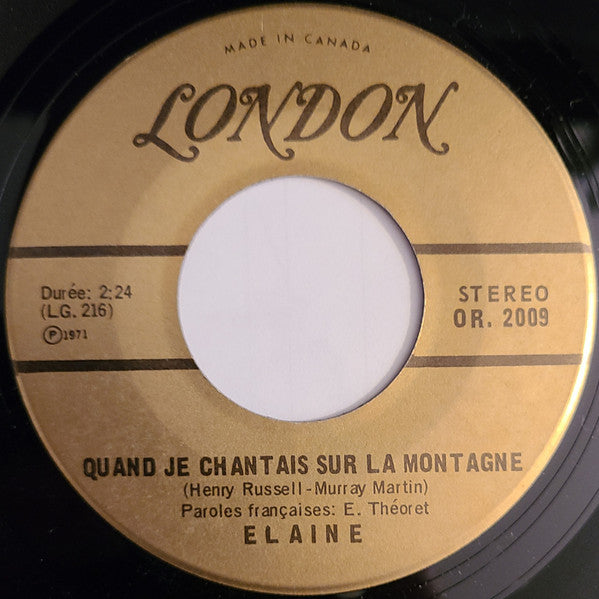 MADE IN CANADA
LONDON
Durée: 2:24
(LG. 216)
Ⓟ1971
STEREO
OR. 2009
QUAND JE CHANTAIS SUR LA MONTAGNE
(Henry Russell-Murray Martin)
Paroles françaises: E. Théoret
ELAINE